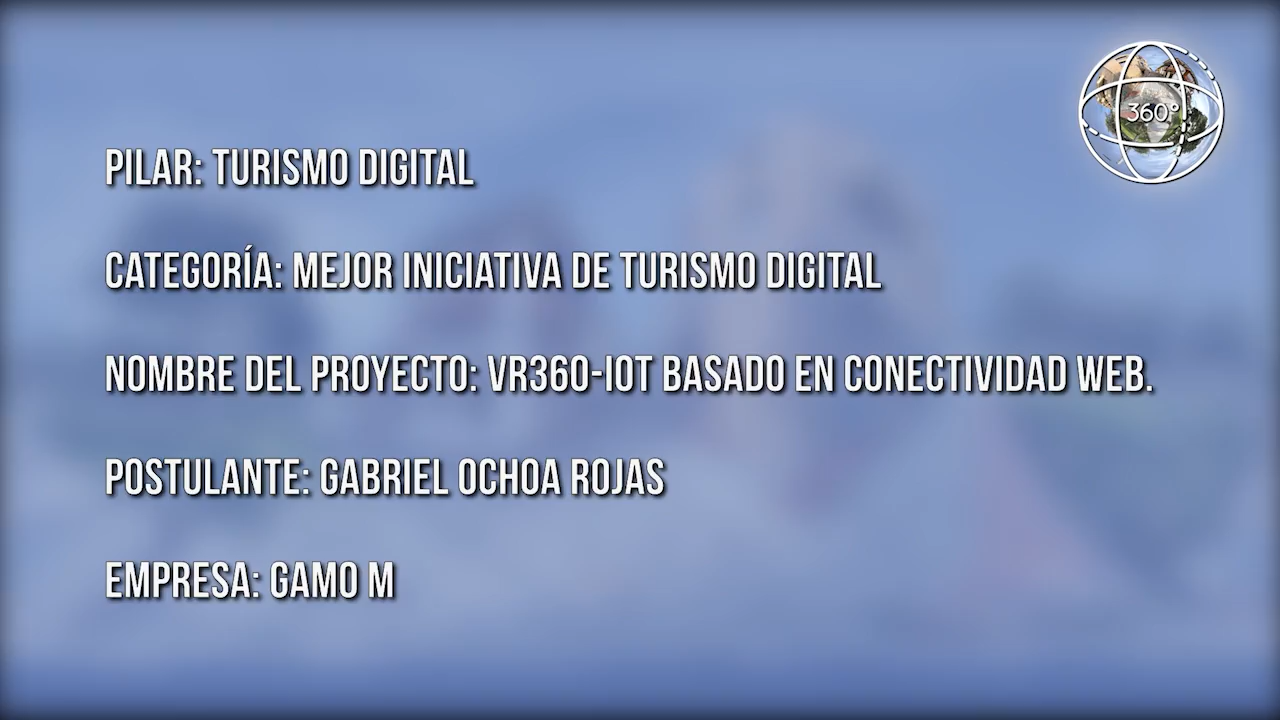 360°
PILAR: TURISMO DIGITAL
CATEGORÍA: MEJOR INICIATIVA DE TURISMO DIGITAL
NOMBRE DEL PROYECTO: VR360-IOT BASADO EN CONECTIVIDAD WEB.
POSTULANTE: GABRIEL OCHOA ROJAS
EMPRESA: GAMO M